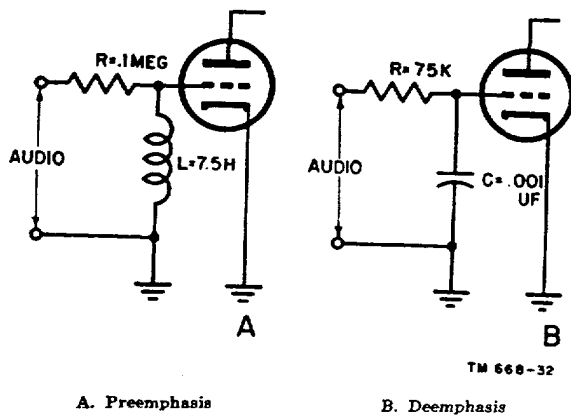 R=.1MEG
AUDIO
L=7.5H
A
R=75K
AUDIO
C=.001
UF
B
TM 668-32
A. Preemphasis
B. Deemphasis